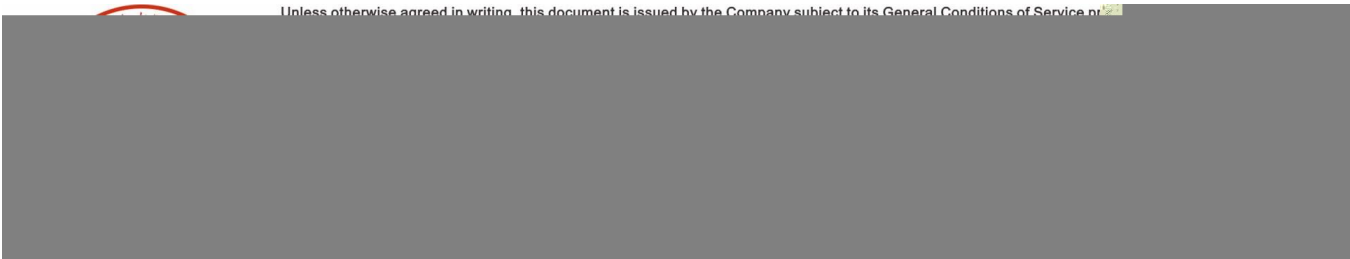 Unless otherwise agreed in writing, this document is issued by the Company subject to its General Conditions of Service